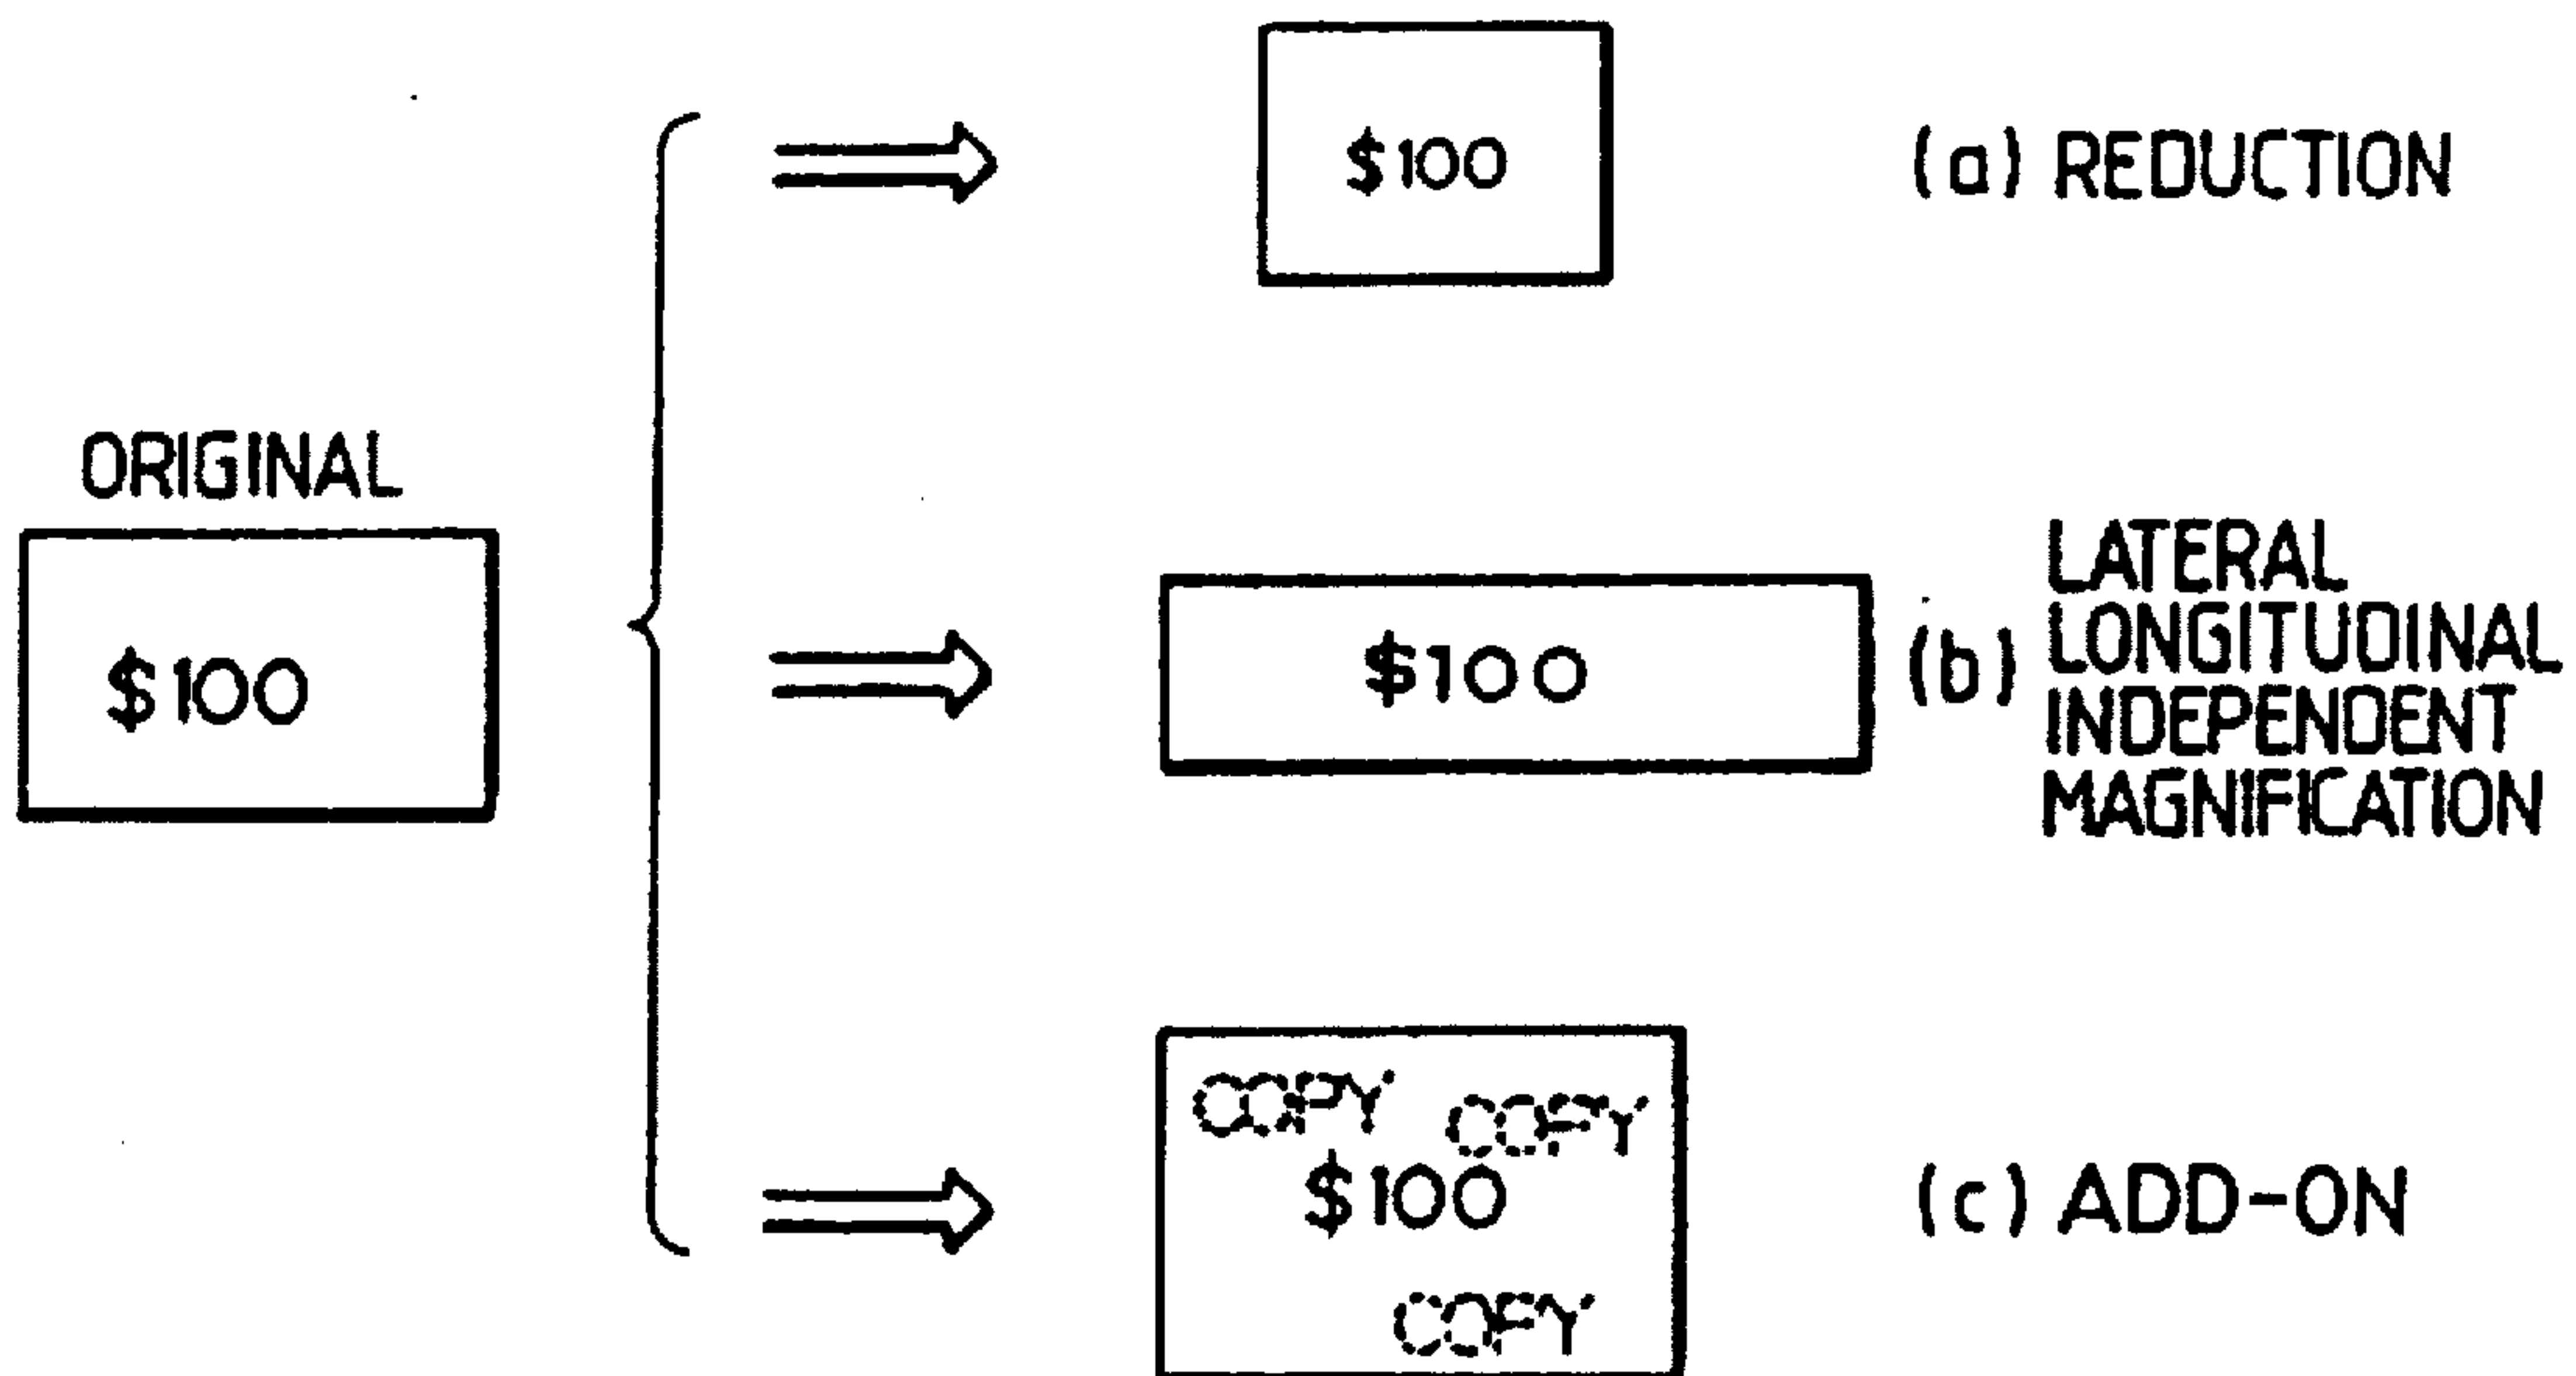 ORIGINAL
$100
$100
(a) REDUCTION
$100
(b) LATERAL
LONGITUDINAL
INDEPENDENT
MAGNIFICATION
COPY
COPY
$100
COPY
(c) ADD-ON